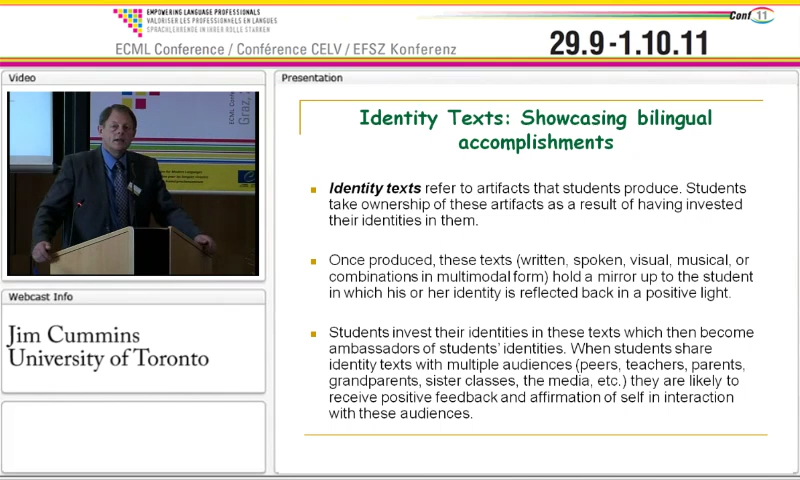 EMPOWERING LANGUAGE PROFESSIONALS
VALORISER LES PROFESSIONNELS EN LANGUES
SPRACHLEHRENDE IN IHRER ROLLE STÄRKEN
ECML Conference / Conférence CELV / EFSZ Konferenz
Conf 11
29.9 -1.10.11
Video
Presentation
Webcast Info
Jim Cummins
University of Toronto
Identity Texts: Showcasing bilingual
accomplishments
Identity texts refer to artifacts that students produce. Students
take ownership of these artifacts as a result of having invested
their identities in them.
Once produced, these texts (written, spoken, visual, musical, or
combinations in multimodal form) hold a mirror up to the student
in which his or her identity is reflected back in a positive light.
Students invest their identities in these texts which then become
ambassadors of students' identities. When students share
identity texts with multiple audiences (peers, teachers, parents,
grandparents, sister classes, the media, etc.) they are likely to
receive positive feedback and affirmation of self in interaction
with these audiences.